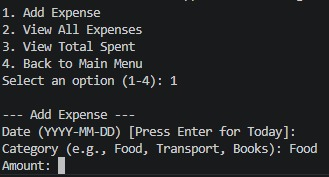 1. Add Expense
2. View All Expenses
3. View Total Spent
4. Back to Main Menu
Select an option (1-4): 1

--- Add Expense ---
Date (YYYY-MM-DD) [Press Enter for Today]:
Category (e.g., Food, Transport, Books): Food
Amount: